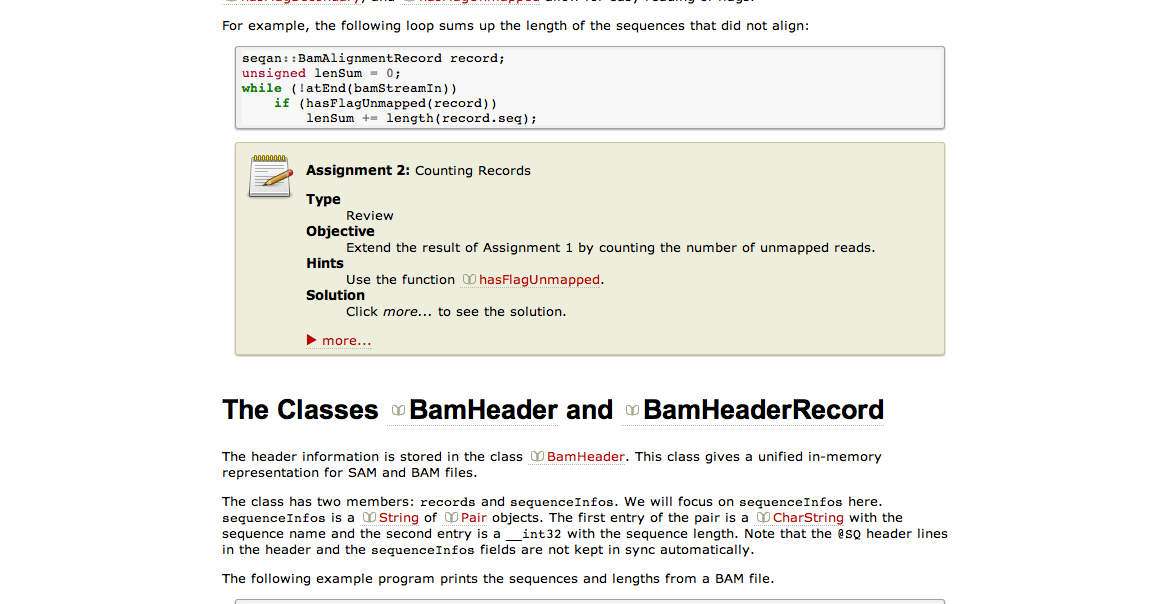 For example, the following loop sums up the length of the sequences that did not align:
seqan::BamAlignmentRecord record;
unsigned lenSum = 0;
while (!atEnd(bamStreamIn))
    if (hasFlagUnmapped(record))
        lenSum += length(record.seq);
Assignment 2: Counting Records
Type
Review
Objective
Extend the result of Assignment 1 by counting the number of unmapped reads.
Hints
Use the function hasFlagUnmapped.
Solution
Click more... to see the solution.
more...
The Classes BamHeader and BamHeaderRecord
The header information is stored in the class BamHeader. This class gives a unified in-memory
representation for SAM and BAM files.
The class has two members: records and sequenceInfos. We will focus on sequenceInfos here.
sequenceInfos is a String of Pair objects. The first entry of the pair is a CharString with the
sequence name and the second entry is a __int32 with the sequence length. Note that the @SQ header lines
in the header and the sequenceInfos fields are not kept in sync automatically.
The following example program prints the sequences and lengths from a BAM file.